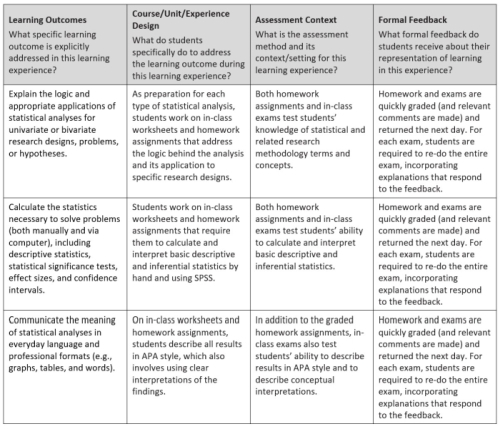 Learning Outcomes
What specific learning
outcome is explicitly
addressed in this learning
experience?
Course/Unit/Experience
Design
What do students
specifically do to address
the learning outcome during
this learning experience?
Assessment Context
What is the assessment
method and its
context/setting for this
learning experience?
Formal Feedback
What formal feedback do
students receive about their
representation of learning
in this experience?
Explain the logic and
appropriate applications of
statistical analyses for
univariate or bivariate
research designs, problems,
or hypotheses.
As preparation for each
type of statistical analysis,
students work on in-class
worksheets and homework
assignments that address
the logic behind the analysis
and its application to
specific research designs.
Both homework
assignments and in-class
exams test students’
knowledge of statistical and
related research
methodology terms and
concepts.
Homework and exams are
quickly graded (and relevant
comments are made) and
returned the next day. For
each exam, students are
required to re-do the entire
exam, incorporating
explanations that respond
to the feedback.
Calculate the statistics
necessary to solve problems
(both manually and via
computer), including
descriptive statistics,
statistical significance tests,
effect sizes, and confidence
intervals.
Students work on in-class
worksheets and homework
assignments that require
them to calculate and
interpret basic descriptive
and inferential statistics by
hand and using SPSS.
Both homework
assignments and in-class
exams test students’ ability
to calculate and interpret
basic descriptive and
inferential statistics.
Homework and exams are
quickly graded (and relevant
comments are made) and
returned the next day. For
each exam, students are
required to re-do the entire
exam, incorporating
explanations that respond
to the feedback.
Communicate the meaning
of statistical analyses in
everyday language and
professional formats (e.g.,
graphs, tables, and words).
On in-class worksheets and
homework assignments,
students describe all results
in APA style, which also
involves using clear
interpretations of the
findings.
In addition to the graded
homework assignments, in-
class exams also test
students’ ability to describe
results in APA style and to
describe conceptual
interpretations.
Homework and exams are
quickly graded (and relevant
comments are made) and
returned the next day. For
each exam, students are
required to re-do the entire
exam, incorporating
explanations that respond to
the feedback.